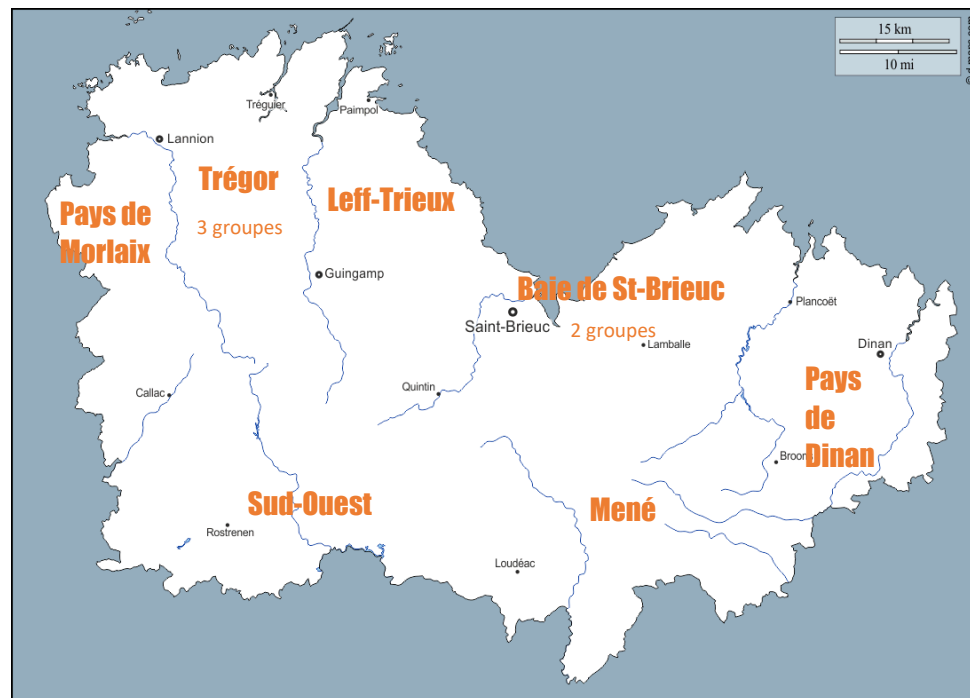 15 km
10 mi
© d-maps.com
Tréguier
Paimpol
Lannion
Trégor
Leff-Trieux
Pays de
Morlaix
3 groupes
Guingamp
Baie de St-Brieuc
Plancoët
Saint-Brieuc
2 groupes
Lamballe
Dinan
Pays
de
Dinan
Callac
Quintin
Broons
Sud-Ouest
Mené
Rostrenen
Loudéac